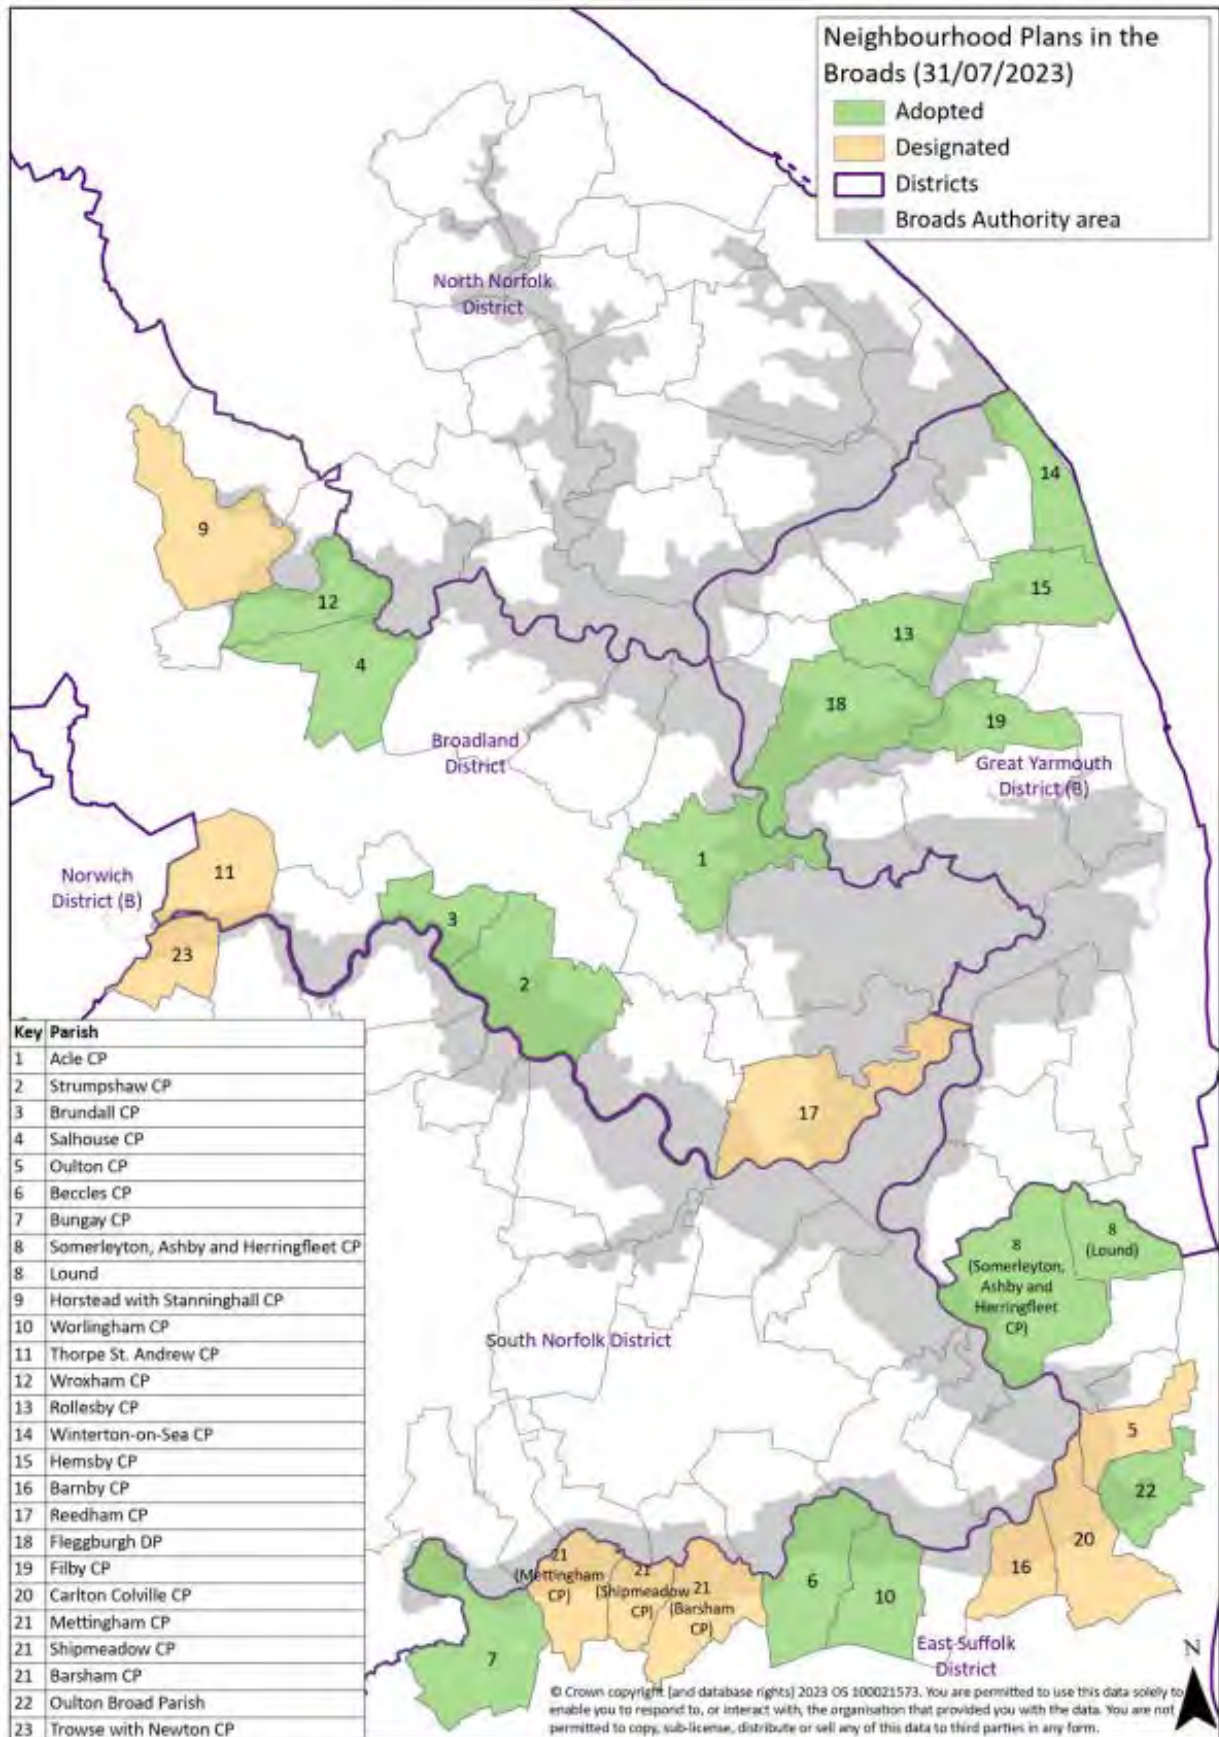 Neighbourhood Plans in the
Broads (31/07/2023)
Adopted
Designated
Districts
Broads Authority area
North Norfolk
District
14
9
15
12
13
4
18
19
Broadland
District
Great Yarmouth
District (B)
1
11
Norwich
District (B)
3
23
2
17
8
(Lound)
8
(Somerleyton,
Ashby and
Herringfleet
CP)
South Norfolk District
5
22
20
16
21
(Mettingham
CP)
21
(Shipmeadow
CP)
21
(Barsham
CP)
6
10
7
East Suffolk
District
Key Parish
1 Acle CP
2 Strumpshaw CP
3 Brundall CP
4 Salhouse CP
5 Oulton CP
6 Beccles CP
7 Bungay CP
8 Somerleyton, Ashby and Herringfleet CP
8 Lound
9 Horstead with Stanninghall CP
10 Worlingham CP
11 Thorpe St. Andrew CP
12 Wroxham CP
13 Rollesby CP
14 Winterton-on-Sea CP
15 Hemsby CP
16 Barnby CP
17 Reedham CP
18 Fleggburgh DP
19 Filby CP
20 Carlton Colville CP
21 Mettingham CP
21 Shipmeadow CP
21 Barsham CP
22 Oulton Broad Parish
23 Trowse with Newton CP
N
© Crown copyright [and database rights] 2023 OS 100021573. You are permitted to use this data solely to
enable you to respond to, or interact with, the organisation that provided you with the data. You are not
permitted to copy, sub-license, distribute or sell any of this data to third parties in any form.